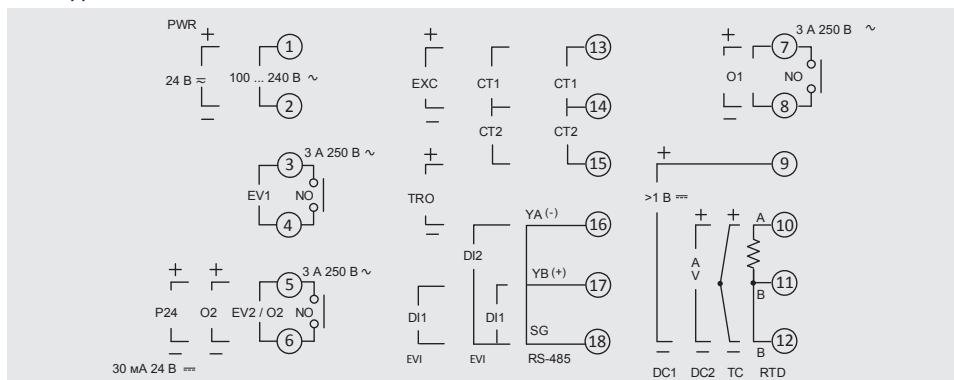 PWR
+
1
24 В ≂
100 ... 240 В ∿
2
—
3 А 250 В ∿
3
EV1
NO
4
3 А 250 В ∿
+
+
5
P24
O2
EV2 / O2
NO
6
—
—
30 мА 24 В ⎓
+
13
EXC
CT1
CT1
—
14
CT2
CT2
+
15
TRO
—
YA (-)
16
DI2
YB (+)
17
DI1
DI1
SG
18
EVI
EVI
RS-485
3 А 250 В ∿
+
7
O1
NO
8
—
+
9
>1 В ⎓
+
+
A
10
A
V
11
B
B
12
—
—
—
DC1
DC2
TC
RTD